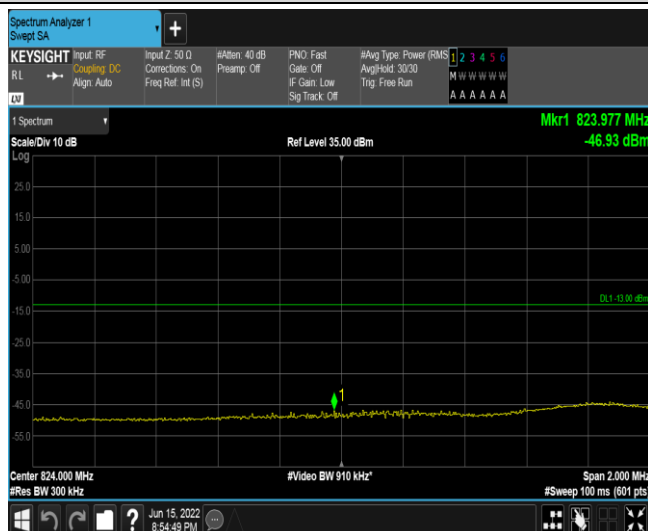 Spectrum Analyzer 1
Swept SA
+
KEYSIGHT
RL
LXI
Input: RF
Coupling: DC
Align: Auto
Input Z: 50 Ω
Corrections: On
Freq Ref: Int (S)
#Atten: 40 dB
Preamp: Off
PNO: Fast
Gate: Off
IF Gain: Low
Sig Track: Off
#Avg Type: Power (RMS
Avg|Hold: 30/30
Trig: Free Run
1 2 3 4 5 6
M W W W W W
A A A A A A
1 Spectrum
Scale/Div 10 dB
Ref Level 35.00 dBm
Mkr1 823.977 MHz
-46.93 dBm
Log
25.0
15.0
5.00
-5.00
DL1 -13.00 dBm
-15.0
-25.0
-35.0
1
-45.0
-55.0
Center 824.000 MHz
#Video BW 910 kHz*
Span 2.000 MHz
#Res BW 300 kHz
#Sweep 100 ms (601 pts)
?
Jun 15, 2022
8:54:49 PM